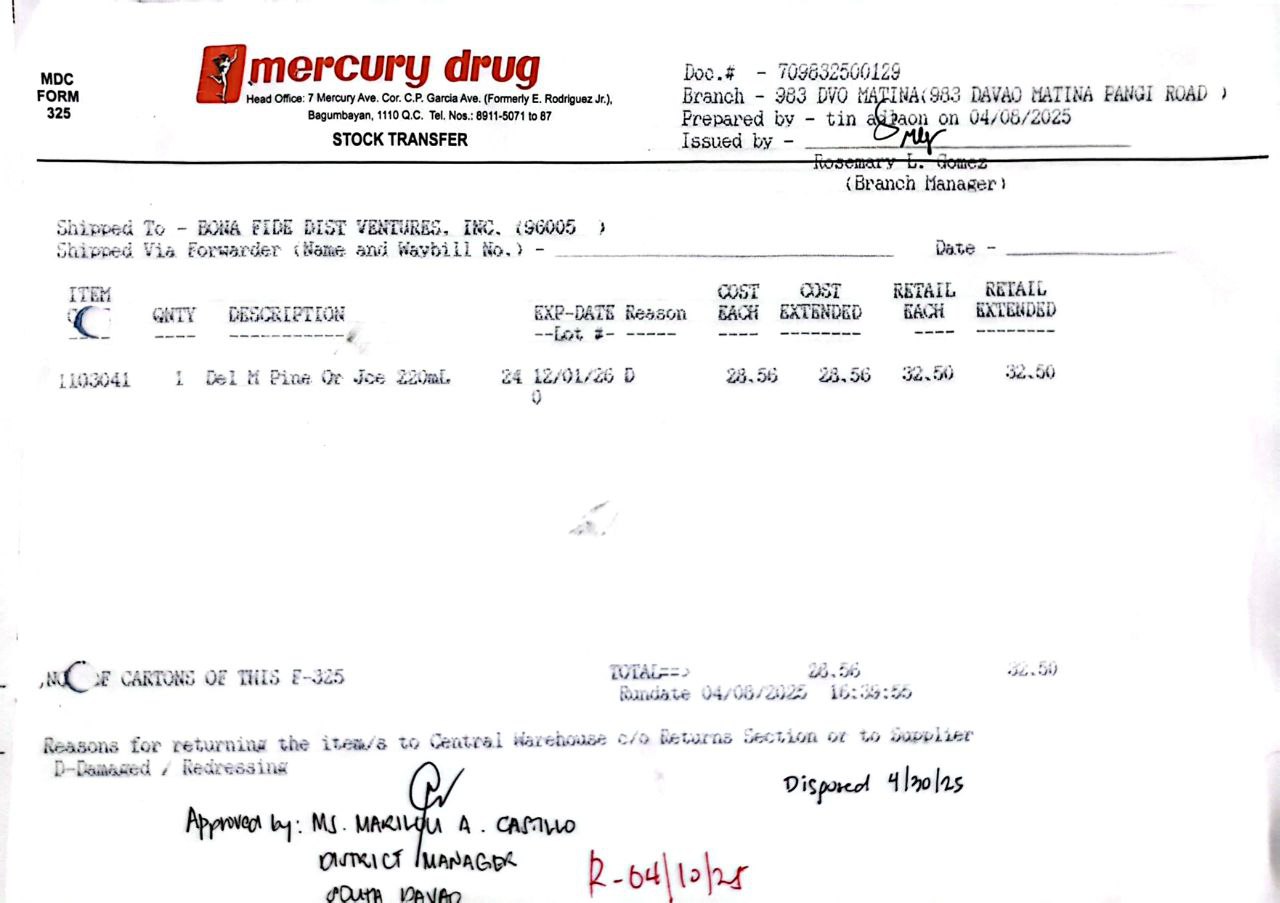 MDC
FORM
325
mercury drug
Head Office: 7 Mercury Ave. Cor. C.P. Garcia Ave. (Formerly E. Rodriguez Jr.),
Bagumbayan, 1110 Q.C. Tel. Nos.: 8911-5071 to 87
STOCK TRANSFER
Doc.# - 709832500129
Branch - 983 DVO MATINA(983 DAVAO MATINA PANGI ROAD )
Prepared by - tin adlaon on 04/08/2025
Issued by -
Rosemary L. Gomez
(Branch Manager)
Shipped To - BONA FIDE DIST VENTURES, INC. (96005 )
Shipped Via Forwarder (Name and Waybill No.) - Date -
ITEM QNTY DESCRIPTION EXP-DATE Reason COST EACH COST EXTENDED RETAIL EACH RETAIL EXTENDED
--Lot #-
1103041 1 Del M Pine Or Jce 220mL 24 12/01/26 D 28.56 28.56 32.50 32.50
0
OF CARTONS OF THIS F-325 TOTAL==> 28.56 32.50
Rundate 04/08/2025 16:39:55
Reasons for returning the item/s to Central Warehouse c/o Returns Section or to Supplier
D-Damaged / Redressing
Disposed 4/30/25
Approved by: MS. MARILOU A. CASTILLO
DISTRICT MANAGER
SOUTH DAVAO
R-04/10/25